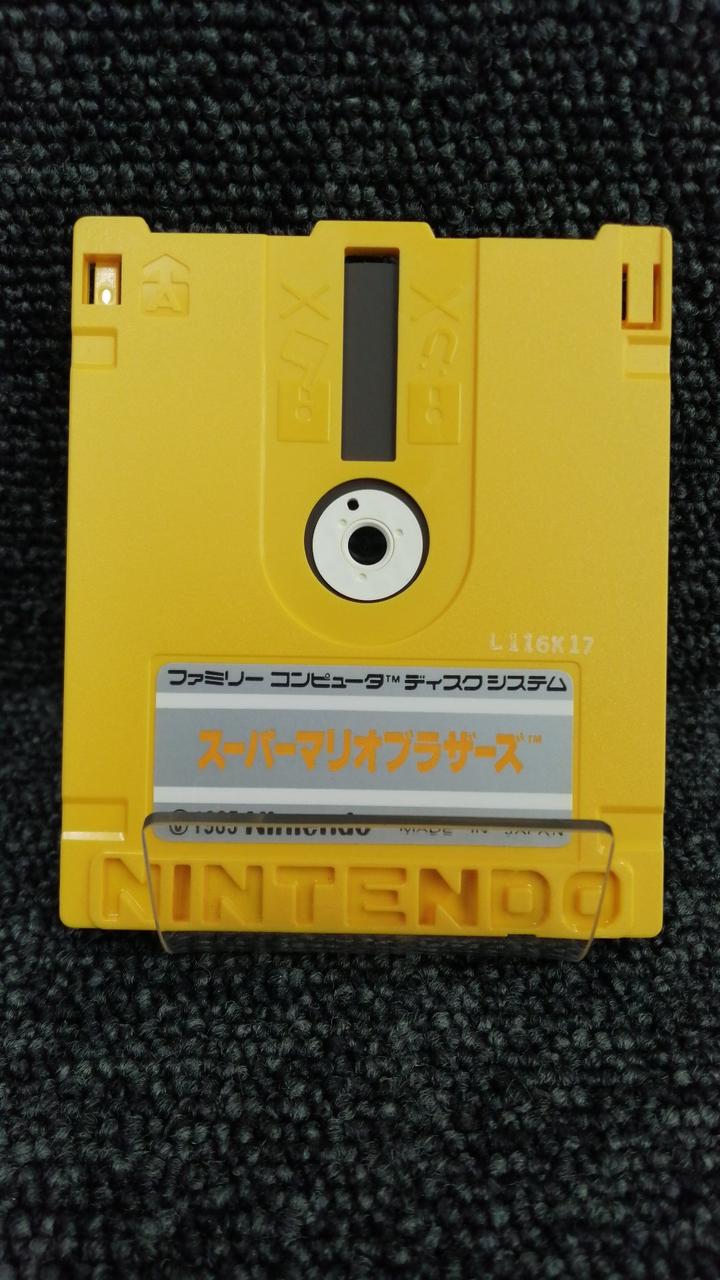 A
L116K17
ファミリー コンピュータ™ ディスク システム
スーパーマリオブラザーズ™
© 1985 Nintendo MADE IN JAPAN
NINTENDO